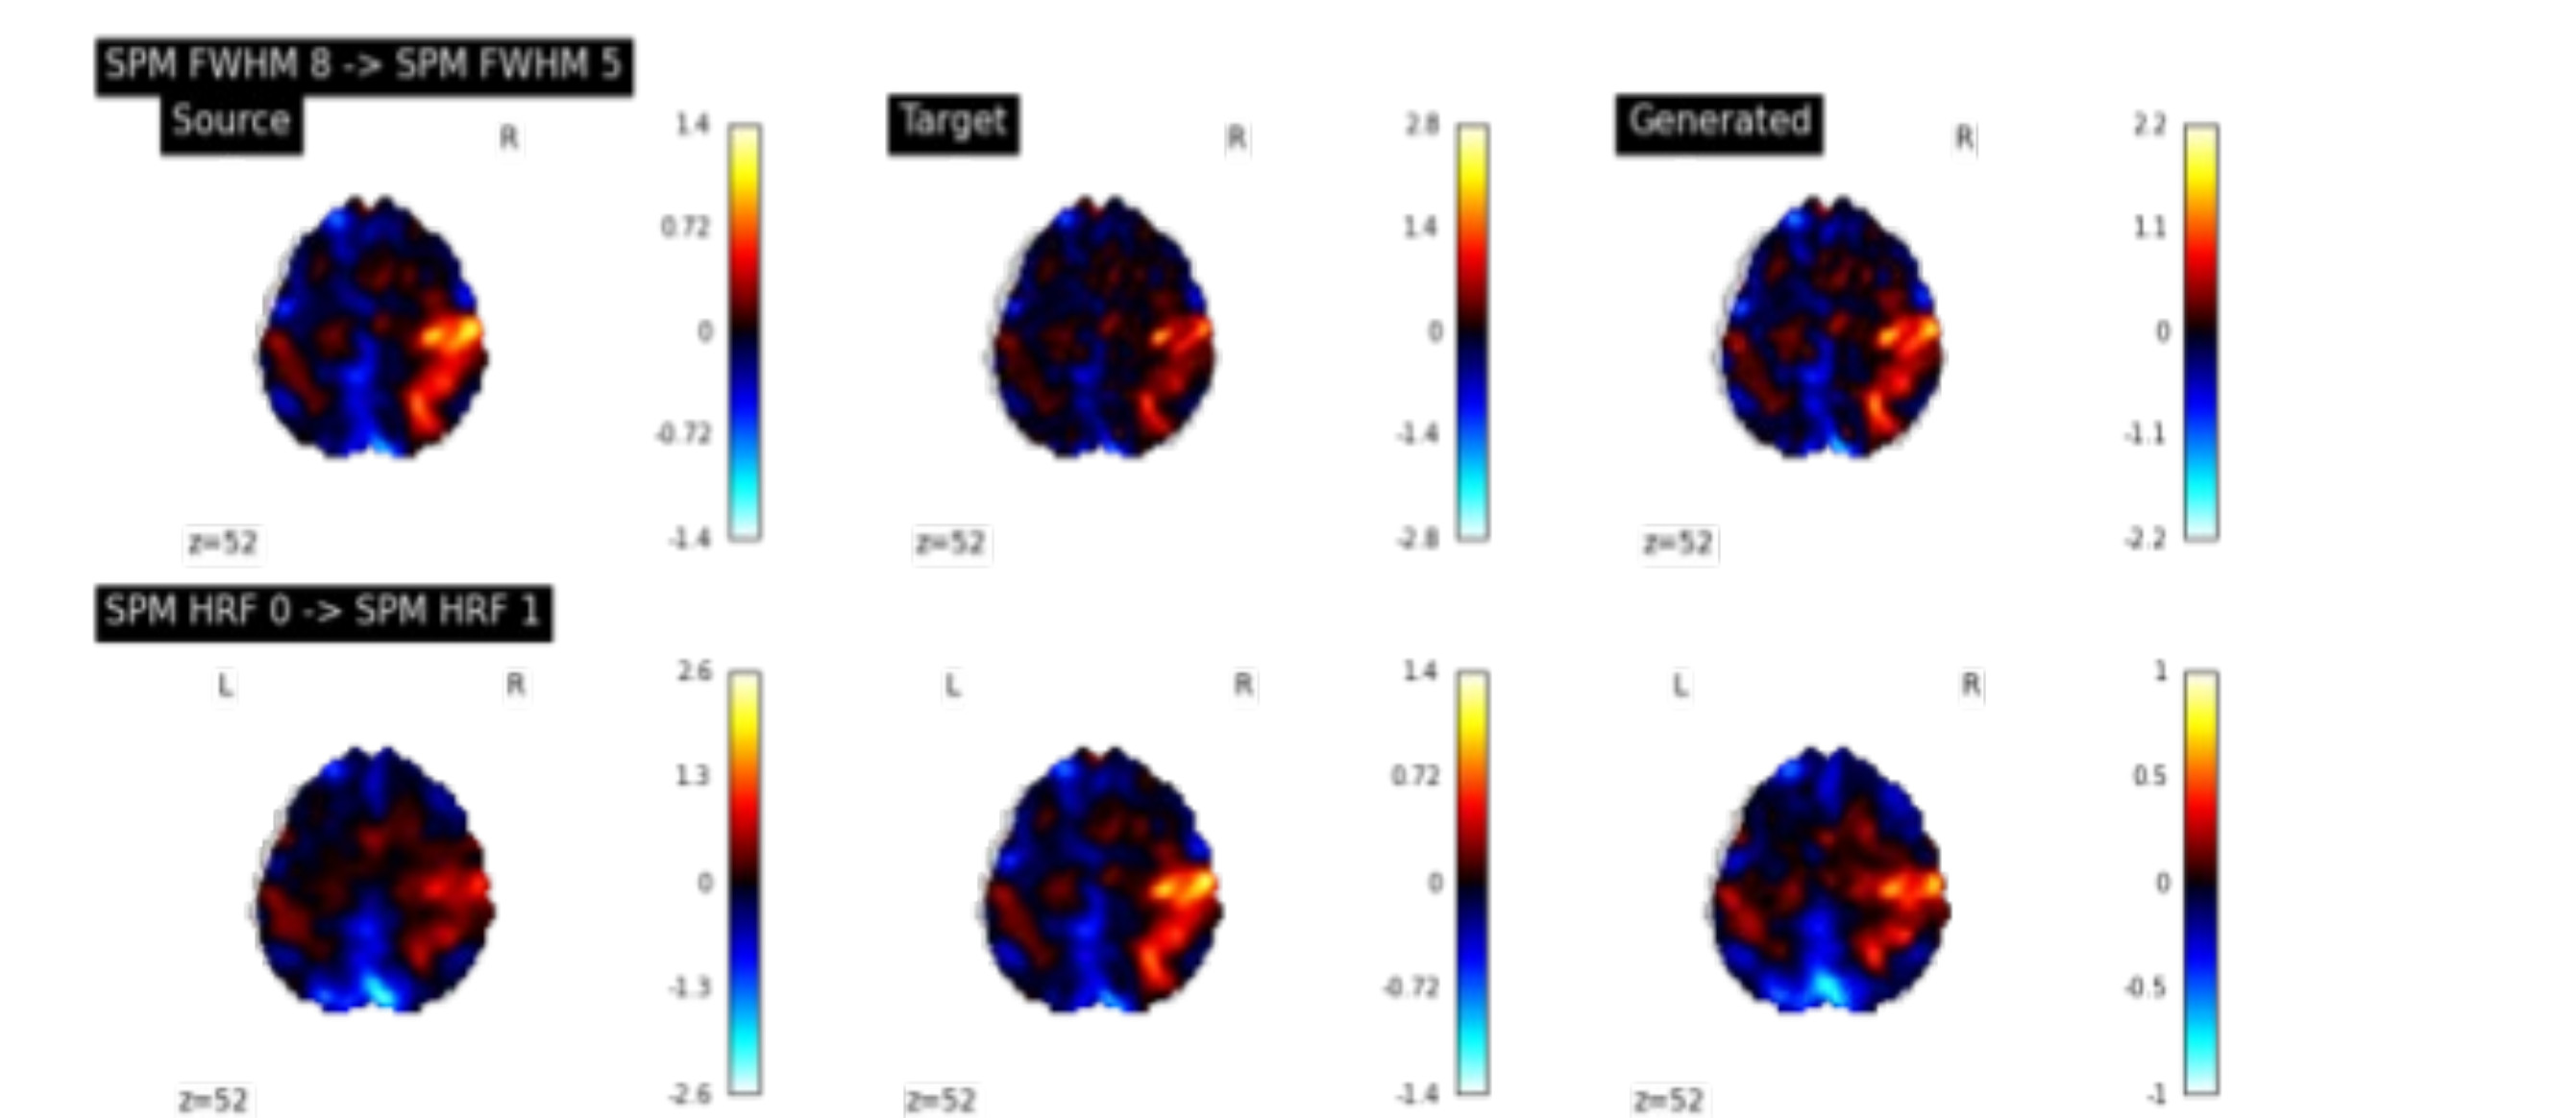 SPM FWHM 8 -> SPM FWHM 5
Source
R
1.4
0.72
0
-0.72
-1.4
z=52
Target
R
2.8
1.4
0
-1.4
-2.8
z=52
Generated
R
2.2
1.1
0
-1.1
-2.2
z=52
SPM HRF 0 -> SPM HRF 1
L
R
2.6
1.3
0
-1.3
-2.6
z=52
L
R
1.4
0.72
0
-0.72
-1.4
z=52
L
R
1
0.5
0
-0.5
-1
z=52